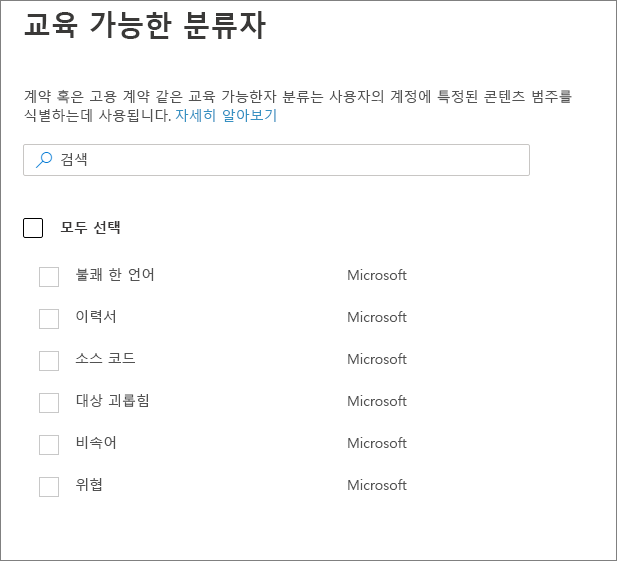 교육 가능한 분류자
계약 혹은 고용 계약 같은 교육 가능한자 분류는 사용자의 계정에 특정된 콘텐츠 범주를
식별하는데 사용됩니다. 자세히 알아보기
검색
모두 선택
불쾌 한 언어 Microsoft
이력서 Microsoft
소스 코드 Microsoft
대상 괴롭힘 Microsoft
비속어 Microsoft
위협 Microsoft